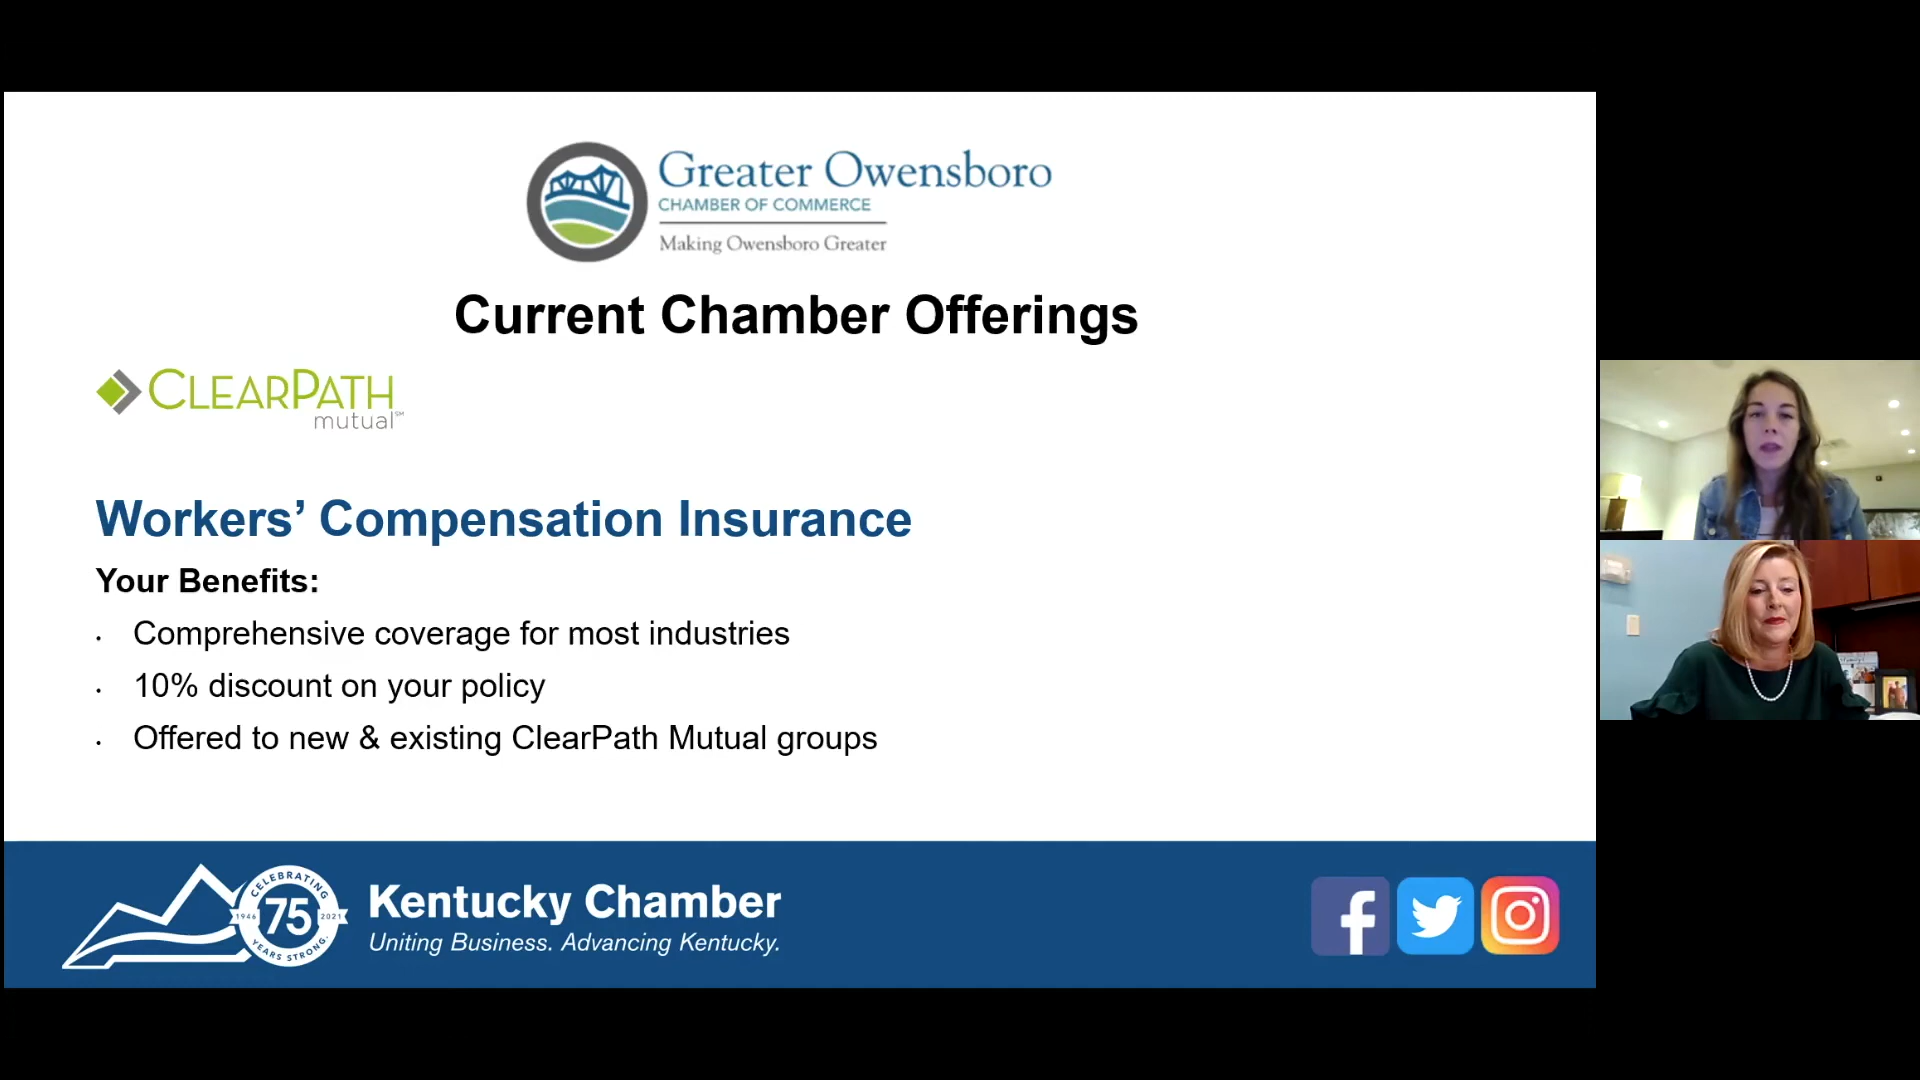 Greater Owensboro
CHAMBER OF COMMERCE
Making Owensboro Greater
Current Chamber Offerings
CLEARPATH
mutual℠
Workers’ Compensation Insurance
Your Benefits:
• Comprehensive coverage for most industries
• 10% discount on your policy
• Offered to new & existing ClearPath Mutual groups
CELEBRATING
1946 75 2021
YEARS STRONG.
Kentucky Chamber
Uniting Business. Advancing Kentucky.